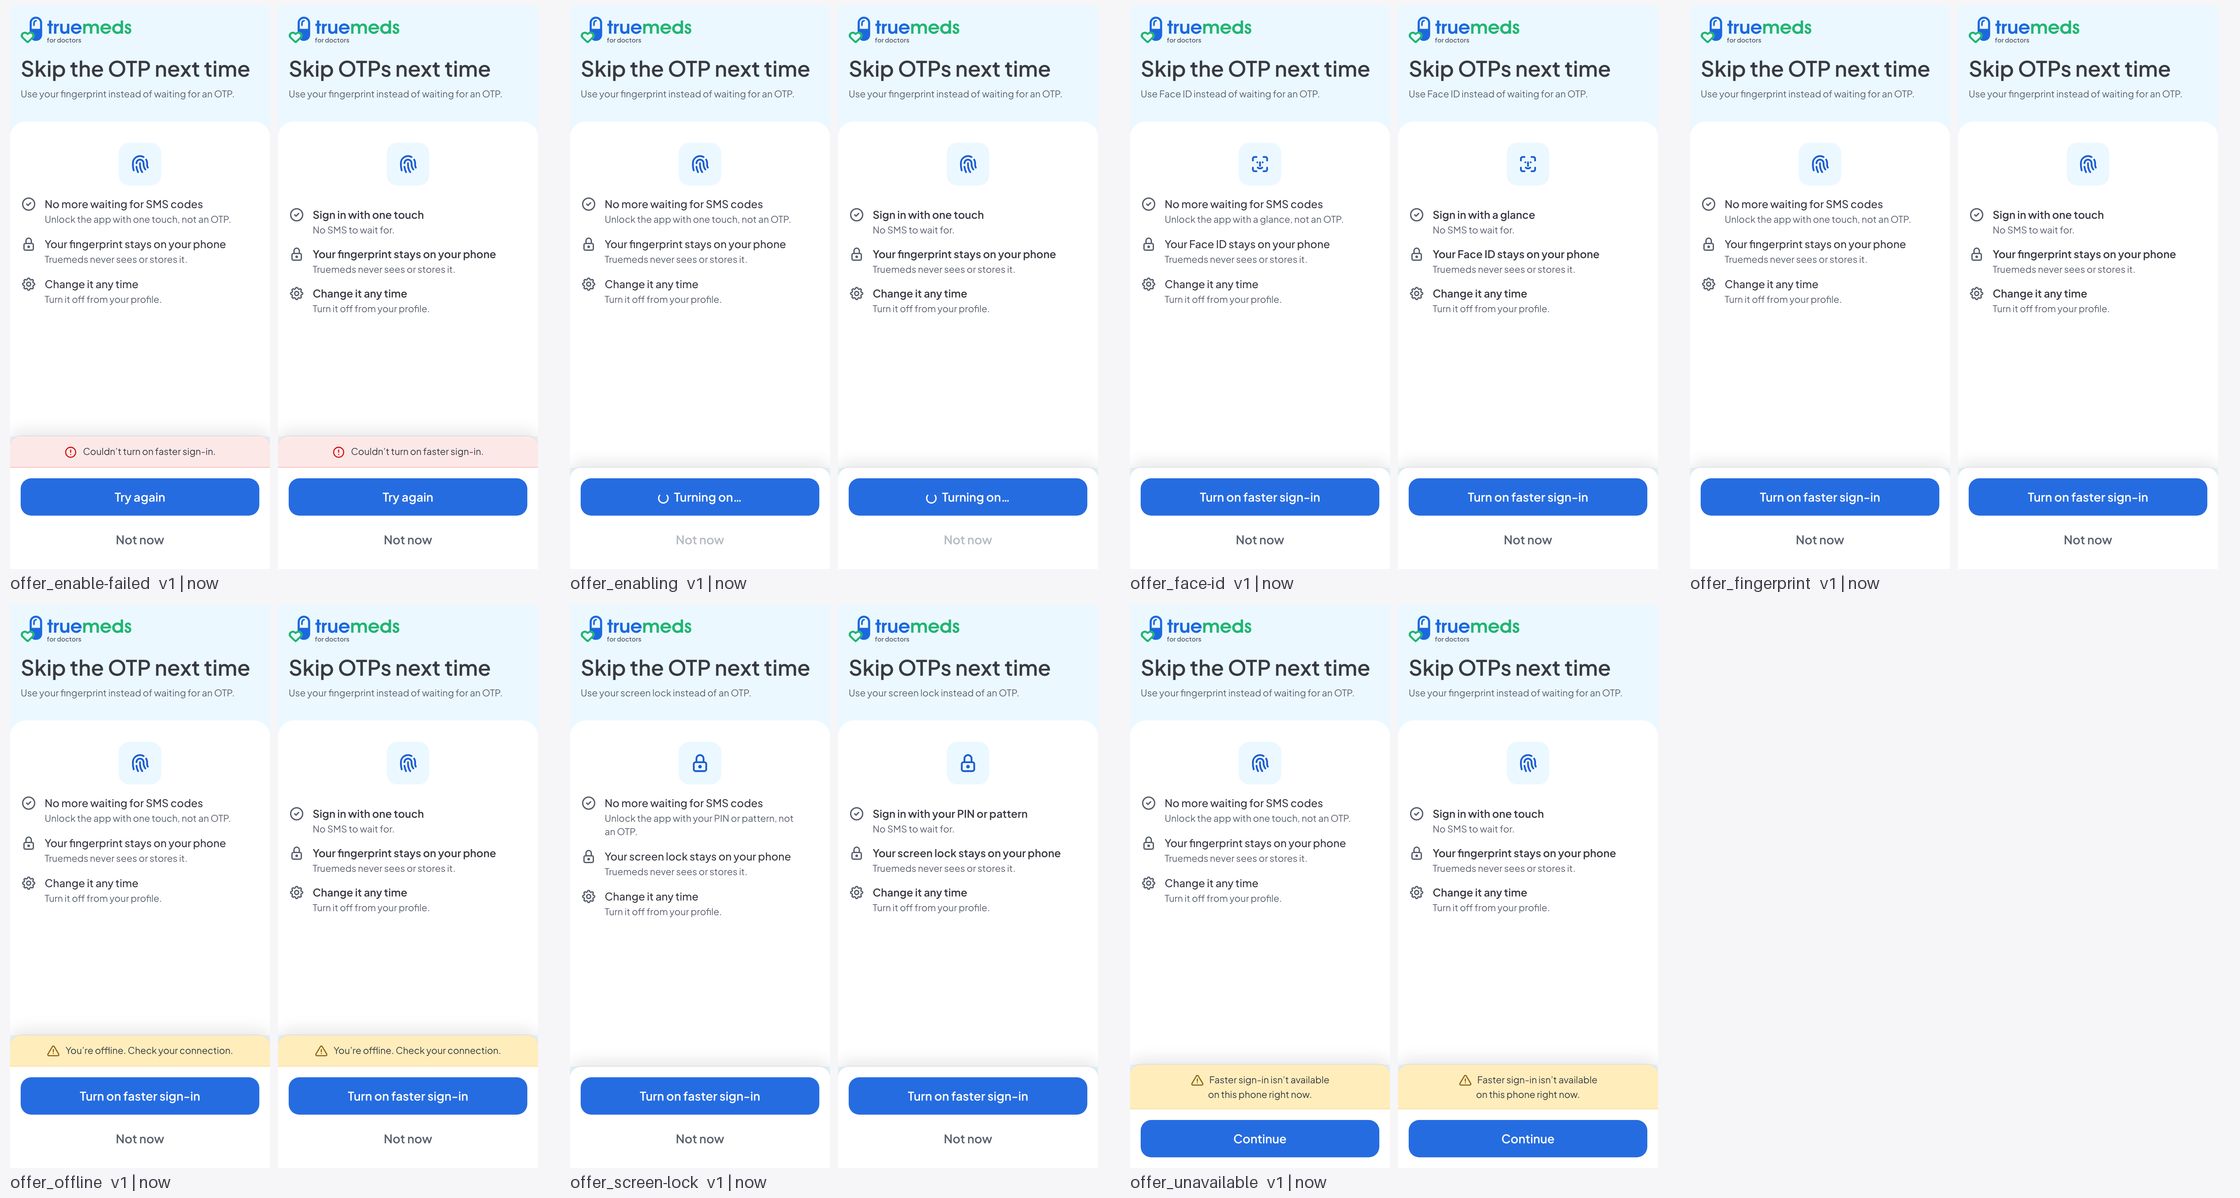 truemeds
for doctors
Skip the OTP next time
Use your fingerprint instead of waiting for an OTP.
No more waiting for SMS codes
Unlock the app with one touch, not an OTP.
Your fingerprint stays on your phone
Truemeds never sees or stores it.
Change it any time
Turn it off from your profile.
Couldn't turn on faster sign-in.
Try again
Not now
truemeds
for doctors
Skip OTPs next time
Use your fingerprint instead of waiting for an OTP.
Sign in with one touch
No SMS to wait for.
Your fingerprint stays on your phone
Truemeds never sees or stores it.
Change it any time
Turn it off from your profile.
Couldn't turn on faster sign-in.
Try again
Not now
offer_enable-failed v1 | now
truemeds
for doctors
Skip the OTP next time
Use your fingerprint instead of waiting for an OTP.
No more waiting for SMS codes
Unlock the app with one touch, not an OTP.
Your fingerprint stays on your phone
Truemeds never sees or stores it.
Change it any time
Turn it off from your profile.
Turning on...
Not now
truemeds
for doctors
Skip OTPs next time
Use your fingerprint instead of waiting for an OTP.
Sign in with one touch
No SMS to wait for.
Your fingerprint stays on your phone
Truemeds never sees or stores it.
Change it any time
Turn it off from your profile.
Turning on...
Not now
offer_enabling v1 | now
truemeds
for doctors
Skip the OTP next time
Use Face ID instead of waiting for an OTP.
No more waiting for SMS codes
Unlock the app with a glance, not an OTP.
Your Face ID stays on your phone
Truemeds never sees or stores it.
Change it any time
Turn it off from your profile.
Turn on faster sign-in
Not now
truemeds
for doctors
Skip OTPs next time
Use Face ID instead of waiting for an OTP.
Sign in with a glance
No SMS to wait for.
Your Face ID stays on your phone
Truemeds never sees or stores it.
Change it any time
Turn it off from your profile.
Turn on faster sign-in
Not now
offer_face-id v1 | now
truemeds
for doctors
Skip the OTP next time
Use your fingerprint instead of waiting for an OTP.
No more waiting for SMS codes
Unlock the app with one touch, not an OTP.
Your fingerprint stays on your phone
Truemeds never sees or stores it.
Change it any time
Turn it off from your profile.
Turn on faster sign-in
Not now
truemeds
for doctors
Skip OTPs next time
Use your fingerprint instead of waiting for an OTP.
Sign in with one touch
No SMS to wait for.
Your fingerprint stays on your phone
Truemeds never sees or stores it.
Change it any time
Turn it off from your profile.
Turn on faster sign-in
Not now
offer_fingerprint v1 | now
truemeds
for doctors
Skip the OTP next time
Use your fingerprint instead of waiting for an OTP.
No more waiting for SMS codes
Unlock the app with one touch, not an OTP.
Your fingerprint stays on your phone
Truemeds never sees or stores it.
Change it any time
Turn it off from your profile.
You're offline. Check your connection.
Turn on faster sign-in
Not now
truemeds
for doctors
Skip OTPs next time
Use your fingerprint instead of waiting for an OTP.
Sign in with one touch
No SMS to wait for.
Your fingerprint stays on your phone
Truemeds never sees or stores it.
Change it any time
Turn it off from your profile.
You're offline. Check your connection.
Turn on faster sign-in
Not now
offer_offline v1 | now
truemeds
for doctors
Skip the OTP next time
Use your screen lock instead of an OTP.
No more waiting for SMS codes
Unlock the app with your PIN or pattern, not
an OTP.
Your screen lock stays on your phone
Truemeds never sees or stores it.
Change it any time
Turn it off from your profile.
Turn on faster sign-in
Not now
truemeds
for doctors
Skip OTPs next time
Use your screen lock instead of an OTP.
Sign in with your PIN or pattern
No SMS to wait for.
Your screen lock stays on your phone
Truemeds never sees or stores it.
Change it any time
Turn it off from your profile.
Turn on faster sign-in
Not now
offer_screen-lock v1 | now
truemeds
for doctors
Skip the OTP next time
Use your fingerprint instead of waiting for an OTP.
No more waiting for SMS codes
Unlock the app with one touch, not an OTP.
Your fingerprint stays on your phone
Truemeds never sees or stores it.
Change it any time
Turn it off from your profile.
Faster sign-in isn't available
on this phone right now.
Continue
truemeds
for doctors
Skip OTPs next time
Use your fingerprint instead of waiting for an OTP.
Sign in with one touch
No SMS to wait for.
Your fingerprint stays on your phone
Truemeds never sees or stores it.
Change it any time
Turn it off from your profile.
Faster sign-in isn't available
on this phone right now.
Continue
offer_unavailable v1 | now